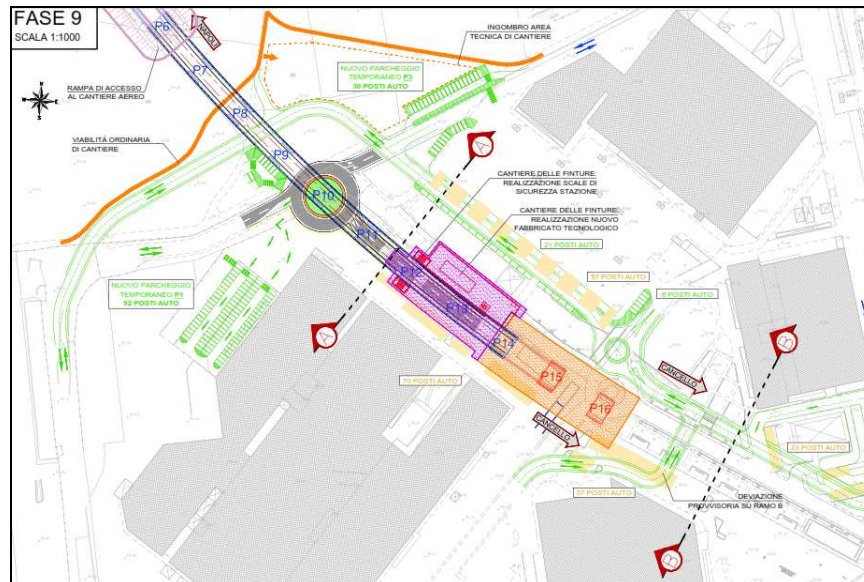 FASE 9
SCALA 1:1000
P6
NAPOLI
INGOMBRO AREA
TECNICA DI CANTIERE
P7
NUOVO PARCHEGGIO
TEMPORANEO P3
30 POSTI AUTO
RAMPA DI ACCESSO
AL CANTIERE AEREO
P8
VIABILITÀ ORDINARIA
DI CANTIERE
P9
A
CANTIERE DELLE FINTURE:
REALIZZAZIONE SCALE DI
SICUREZZA STAZIONE
P10
CANTIERE DELLE FINTURE:
REALIZZAZIONE NUOVO
FABBRICATO TECNOLOGICO
P11
21 POSTI AUTO
P12
57 POSTI AUTO
NUOVO PARCHEGGIO
TEMPORANEO P1
92 POSTI AUTO
6 POSTI AUTO
P13
A
P14
B
CANCELLO
P15
70 POSTI AUTO
P16
CANCELLO
23 POSTI AUTO
57 POSTI AUTO
DEVIAZIONE
PROVVISORIA SU RAMO B
B